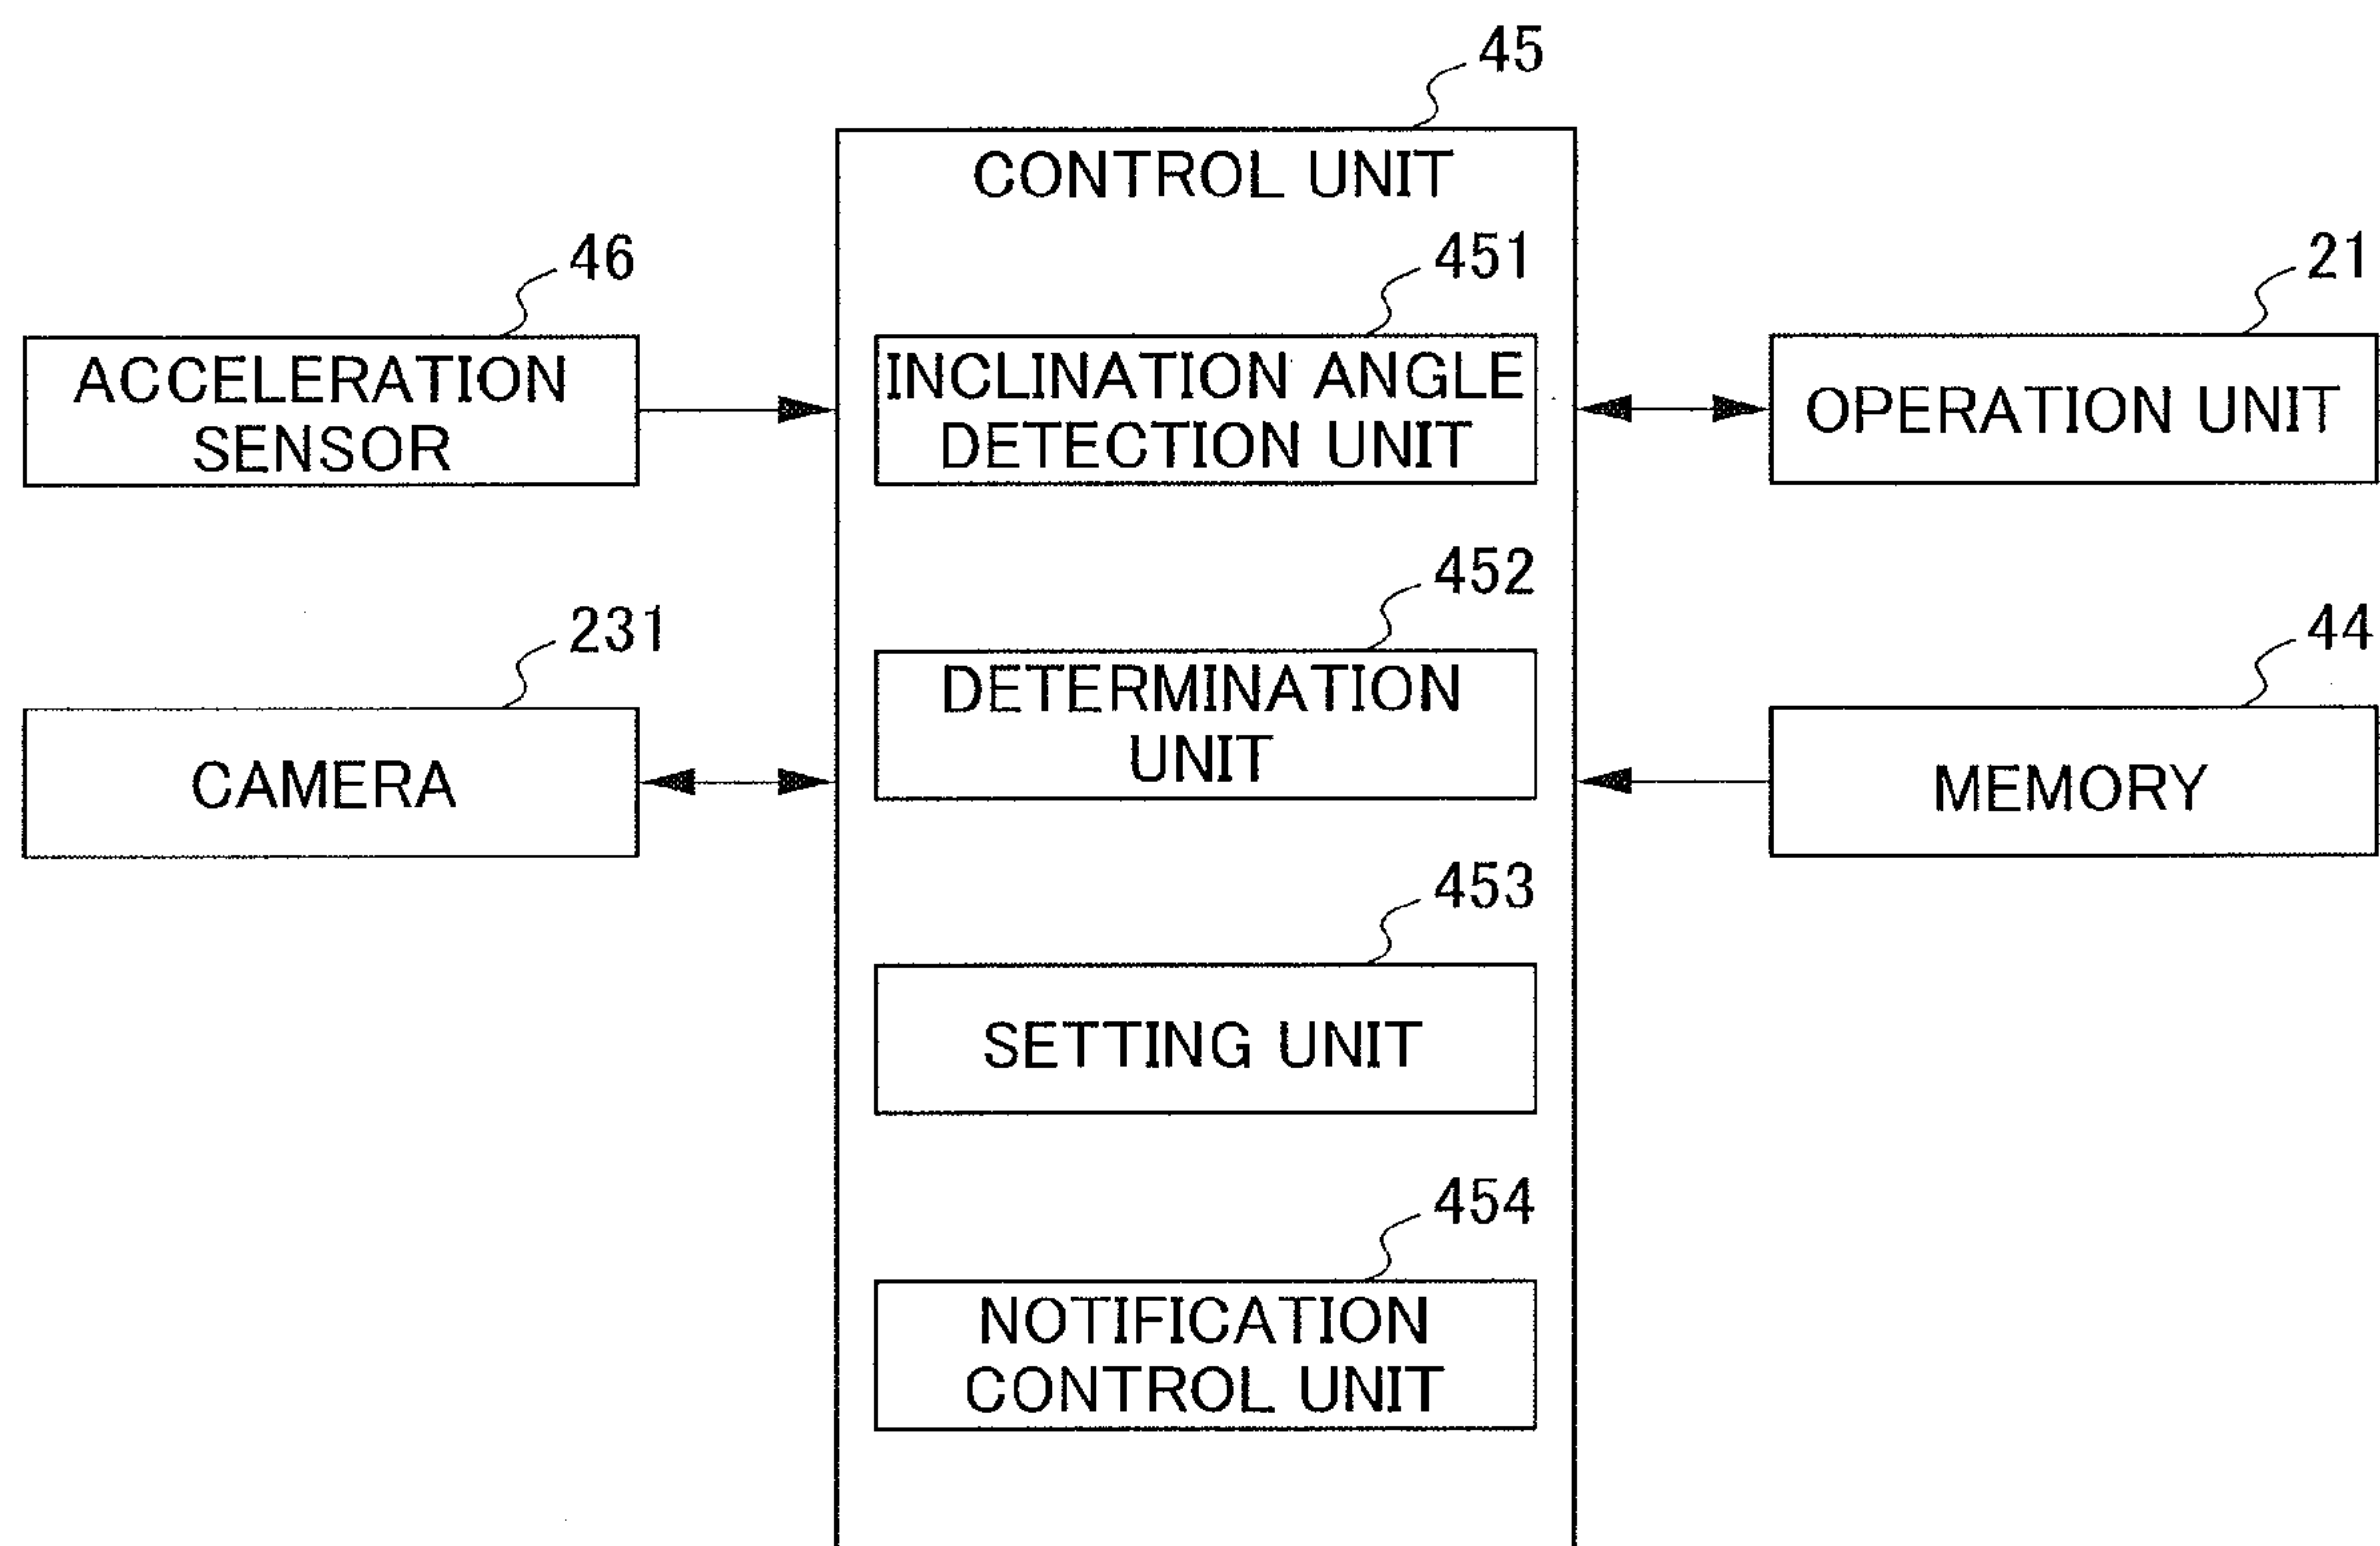 45
CONTROL UNIT
46
451
21
ACCELERATION
SENSOR
INCLINATION ANGLE
DETECTION UNIT
OPERATION UNIT
452
231
44
DETERMINATION
UNIT
CAMERA
MEMORY
453
SETTING UNIT
454
NOTIFICATION
CONTROL UNIT